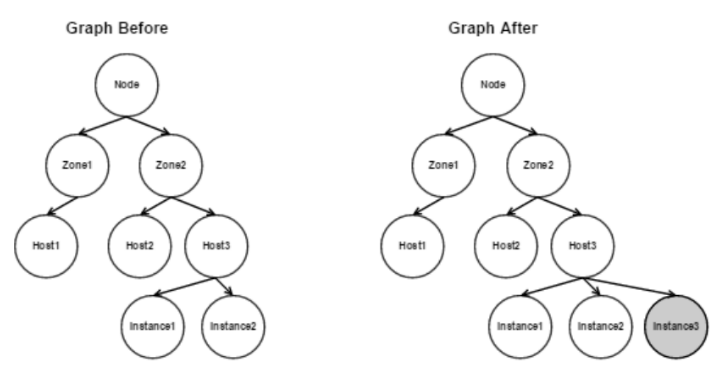 Graph Before
Graph After
Node
Node
Zone1
Zone2
Zone1
Zone2
Host1
Host2
Host3
Host1
Host2
Host3
Instance1
Instance2
Instance1
Instance2
Instance3